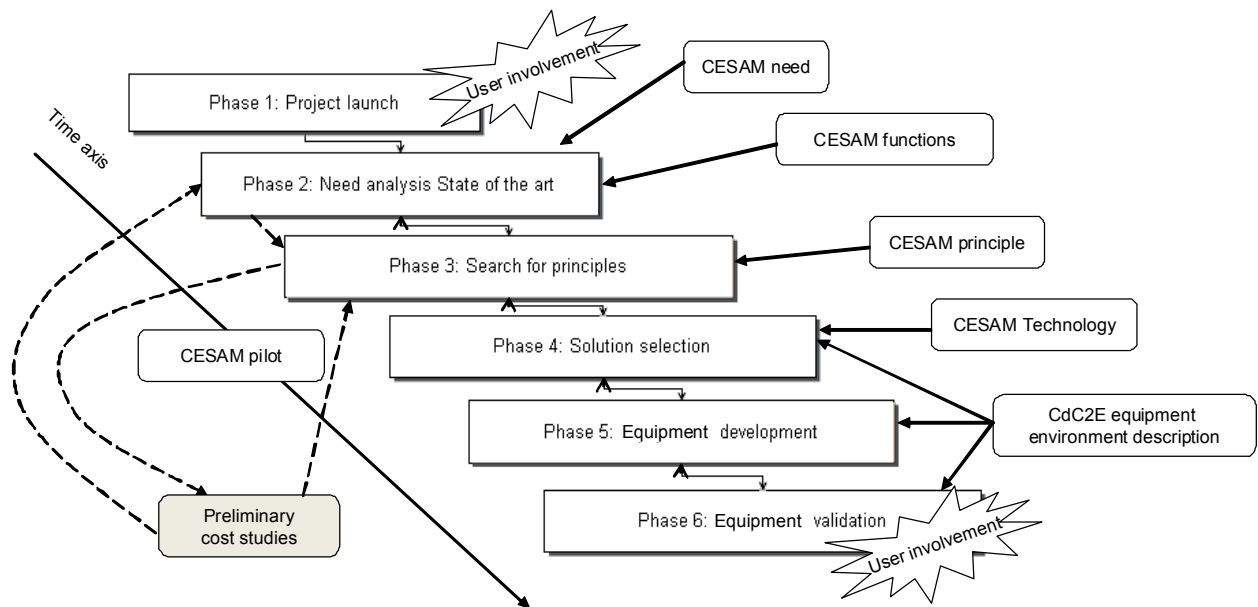 User involvement
CESAM need
Phase 1: Project launch
Time axis
CESAM functions
Phase 2: Need analysis State of the art
CESAM principle
Phase 3: Search for principles
CESAM Technology
Phase 4: Solution selection
CESAM pilot
CdC2E equipment
environment description
Phase 5: Equipment development
Preliminary
cost studies
Phase 6: Equipment validation
User involvement